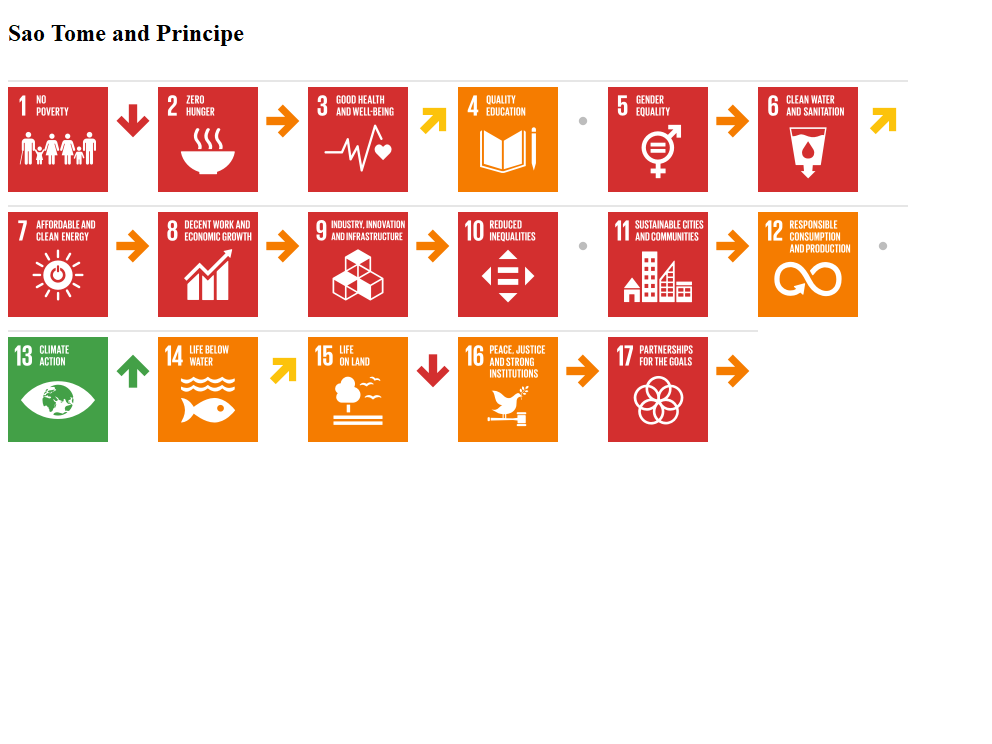 Sao Tome and Principe
1 NO
POVERTY
2 ZERO
HUNGER
3 GOOD HEALTH
AND WELL-BEING
4 QUALITY
EDUCATION
5 GENDER
EQUALITY
6 CLEAN WATER
AND SANITATION
7 AFFORDABLE AND
CLEAN ENERGY
8 DECENT WORK AND
ECONOMIC GROWTH
9 INDUSTRY, INNOVATION
AND INFRASTRUCTURE
10 REDUCED
INEQUALITIES
11 SUSTAINABLE CITIES
AND COMMUNITIES
12 RESPONSIBLE
CONSUMPTION
AND PRODUCTION
13 CLIMATE
ACTION
14 LIFE BELOW
WATER
15 LIFE
ON LAND
16 PEACE, JUSTICE
AND STRONG
INSTITUTIONS
17 PARTNERSHIPS
FOR THE GOALS